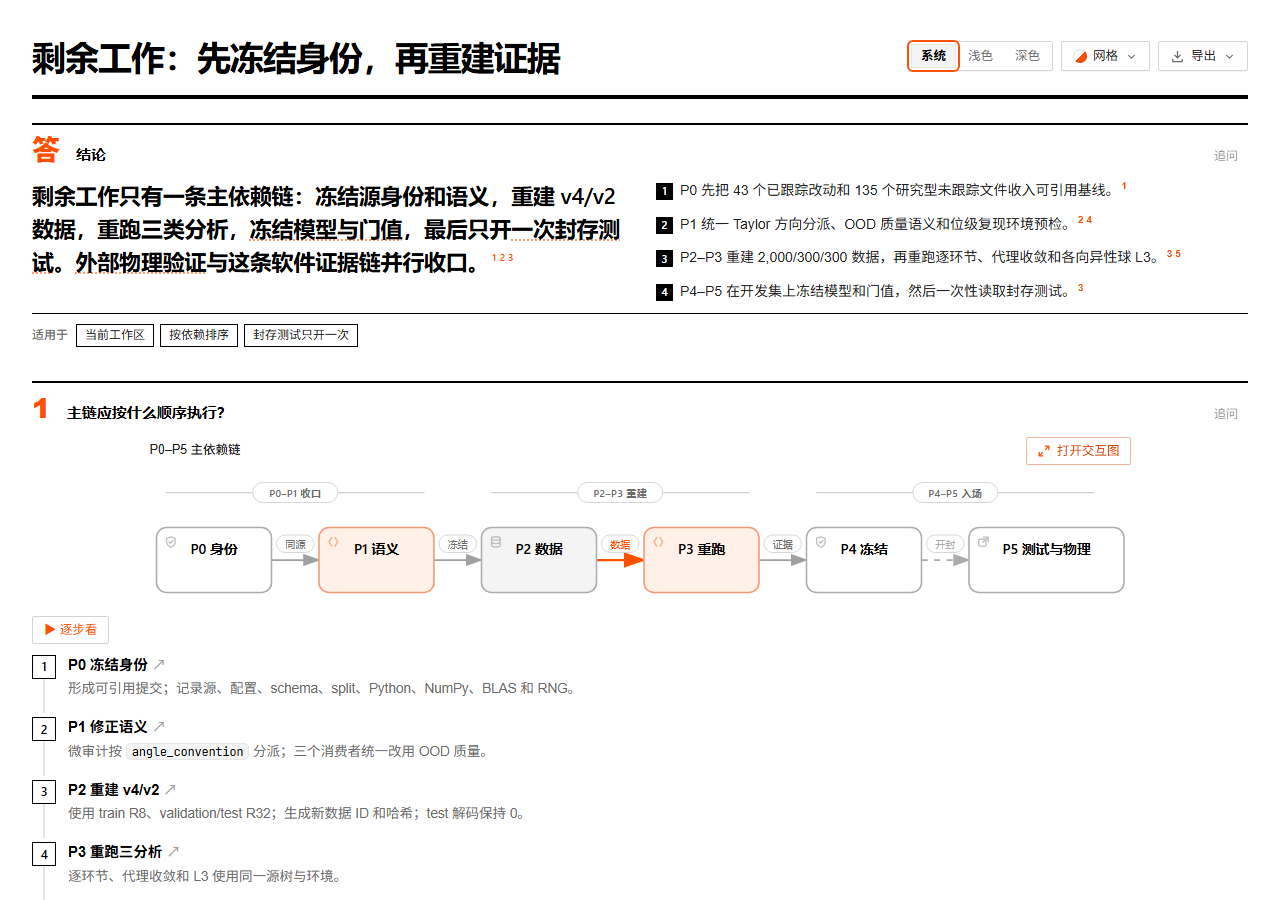 剩余工作：先冻结身份，再重建证据
系统 浅色 深色 网格 导出
答 结论 追问
剩余工作只有一条主依赖链：冻结源身份和语义，重建 v4/v2
数据，重跑三类分析，冻结模型与门值，最后只开一次封存测
试。外部物理验证与这条软件证据链并行收口。 1 2 3
1 P0 先把 43 个已跟踪改动和 135 个研究型未跟踪文件收入可引用基线。 1
2 P1 统一 Taylor 方向分派、OOD 质量语义和位级复现环境预检。 2 4
3 P2–P3 重建 2,000/300/300 数据，再重跑逐环节、代理收敛和各向异性球 L3。 3 5
4 P4–P5 在开发集上冻结模型和门值，然后一次性读取封存测试。 3
适用于 当前工作区 按依赖排序 封存测试只开一次
1 主链应按什么顺序执行？ 追问
P0–P5 主依赖链 打开交互图
P0–P1 收口 P2–P3 重建 P4–P5 入场
P0 身份 同源 P1 语义 冻结 P2 数据 数据 P3 重跑 证据 P4 冻结 开封 P5 测试与物理
逐步看
1 P0 冻结身份 ↗
形成可引用提交；记录源、配置、schema、split、Python、NumPy、BLAS 和 RNG。
2 P1 修正语义 ↗
微审计按 angle_convention 分派；三个消费者统一改用 OOD 质量。
3 P2 重建 v4/v2 ↗
使用 train R8、validation/test R32；生成新数据 ID 和哈希；test 解码保持 0。
4 P3 重跑三分析 ↗
逐环节、代理收敛和 L3 使用同一源树与环境。